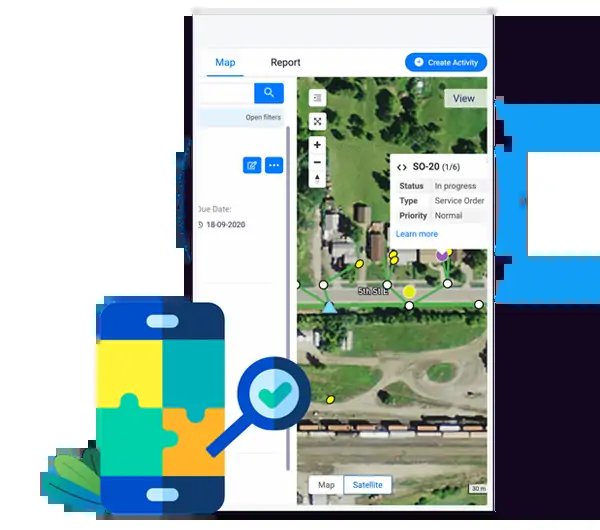 Map
Report
Create Activity
Open filters
View
SO-20 (1/6)
Status In progress
Type Service Order
Priority Normal
Learn more
Due Date:
18-09-2020
5th St E
Map
Satellite
30 m